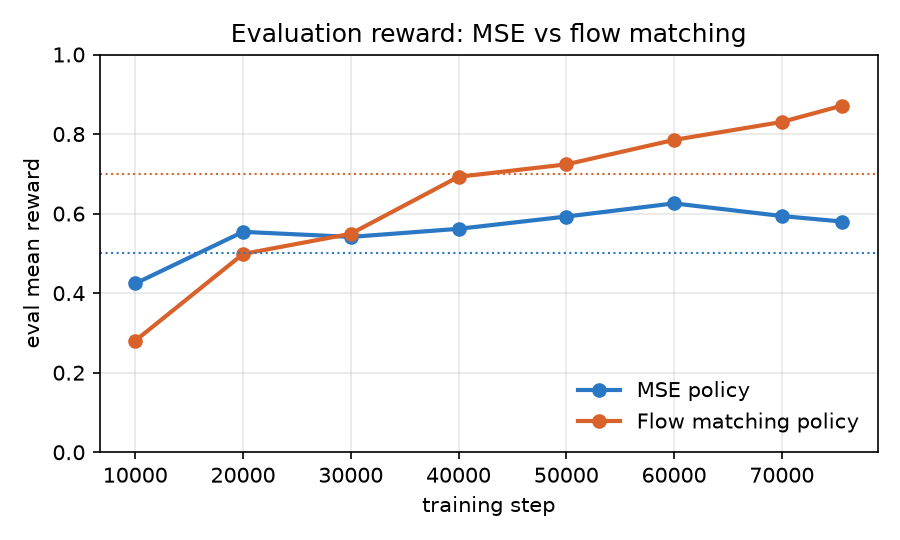 Evaluation reward: MSE vs flow matching
1.0
0.8
0.6
0.4
0.2
0.0
eval mean reward
MSE policy
Flow matching policy
10000 20000 30000 40000 50000 60000 70000
training step